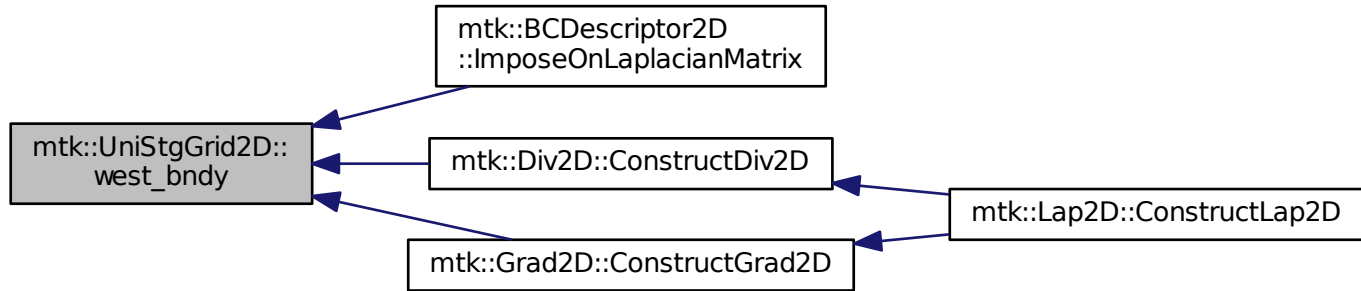 mtk::BCDescriptor2D
::ImposeOnLaplacianMatrix
mtk::UniStgGrid2D::
west_bndy
mtk::Div2D::ConstructDiv2D
mtk::Lap2D::ConstructLap2D
mtk::Grad2D::ConstructGrad2D